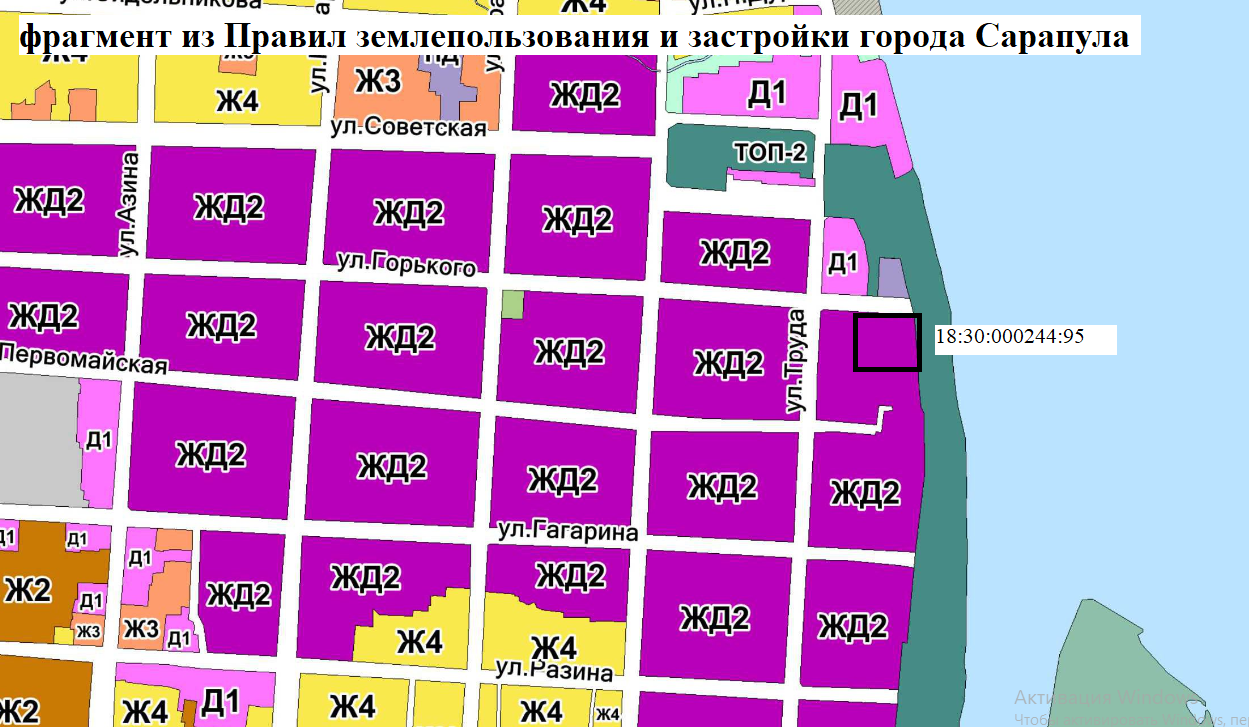 Ж4
фрагмент из Правил землепользования и застройки города Сарапула
Ж4
Ж3
Д1
Д1
ул.Советская
ТОП-2
ЖД2
ул.Азина
ЖД2
ЖД2
ЖД2
ЖД2
ЖД2
Д1
ул.Горького
ЖД2
ЖД2
ЖД2
ЖД2
ЖД2
ул.Труда
18:30:000244:95
Первомайская
Д1
ЖД2
ЖД2
ЖД2
ЖД2
ЖД2
ул.Гагарина
Д1
Д1
Д1
Ж2
Д1
Ж3
Ж3
Д1
ЖД2
ЖД2
ЖД2
ЖД2
ЖД2
Ж4
Ж4
ул.Разина
Ж2
Ж4
Д1
Ж4
Ж4
Ж4
Активация Windows